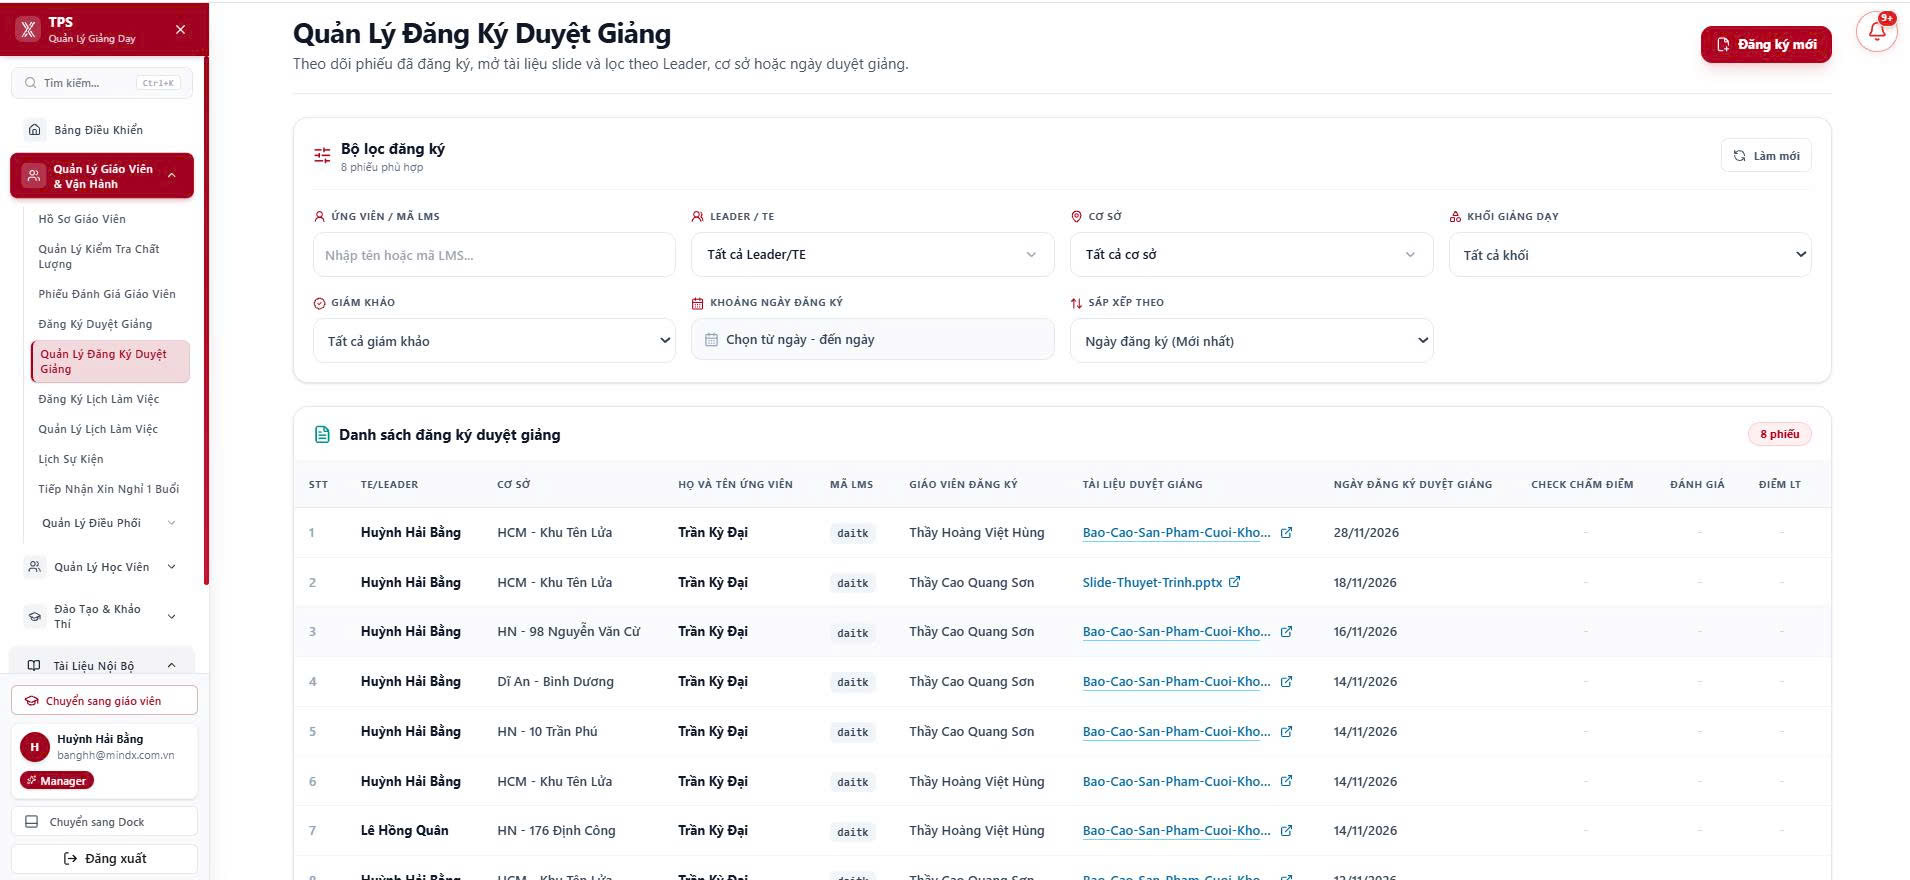 TPS
Quản Lý Giảng Dạy
Tìm kiếm...
Ctrl+K
Bảng Điều Khiển
Quản Lý Giáo Viên
& Vận Hành
Hồ Sơ Giáo Viên
Quản Lý Kiểm Tra Chất
Lượng
Phiếu Đánh Giá Giáo Viên
Đăng Ký Duyệt Giảng
Quản Lý Đăng Ký Duyệt
Giảng
Đăng Ký Lịch Làm Việc
Quản Lý Lịch Làm Việc
Lịch Sự Kiện
Tiếp Nhận Xin Nghỉ 1 Buổi
Quản Lý Điều Phối
Quản Lý Học Viên
Đào Tạo & Khảo
Thí
Tài Liệu Nội Bộ
Chuyển sang giáo viên
H
Huỳnh Hải Bằng
banghh@mindx.com.vn
Manager
Chuyển sang Dock
Đăng xuất
Quản Lý Đăng Ký Duyệt Giảng
Theo dõi phiếu đã đăng ký, mở tài liệu slide và lọc theo Leader, cơ sở hoặc ngày duyệt giảng.
Đăng ký mới
9+
Bộ lọc đăng ký
8 phiếu phù hợp
Làm mới
ỨNG VIÊN / MÃ LMS
LEADER / TE
CƠ SỞ
KHỐI GIẢNG DẠY
Nhập tên hoặc mã LMS...
Tất cả Leader/TE
Tất cả cơ sở
Tất cả khối
GIÁM KHẢO
KHOẢNG NGÀY ĐĂNG KÝ
SẮP XẾP THEO
Tất cả giám khảo
Chọn từ ngày - đến ngày
Ngày đăng ký (Mới nhất)
Danh sách đăng ký duyệt giảng
8 phiếu
STT TE/LEADER CƠ SỞ HỌ VÀ TÊN ỨNG VIÊN MÃ LMS GIÁO VIÊN ĐĂNG KÝ TÀI LIỆU DUYỆT GIẢNG NGÀY ĐĂNG KÝ DUYỆT GIẢNG CHECK CHẤM ĐIỂM ĐÁNH GIÁ ĐIỂM LT
1 Huỳnh Hải Bằng HCM - Khu Tên Lửa Trần Kỳ Đại daitk Thầy Hoàng Việt Hùng Bao-Cao-San-Pham-Cuoi-Kho... 28/11/2026 - - -
2 Huỳnh Hải Bằng HCM - Khu Tên Lửa Trần Kỳ Đại daitk Thầy Cao Quang Sơn Slide-Thuyet-Trinh.pptx 18/11/2026 - - -
3 Huỳnh Hải Bằng HN - 98 Nguyễn Văn Cừ Trần Kỳ Đại daitk Thầy Cao Quang Sơn Bao-Cao-San-Pham-Cuoi-Kho... 16/11/2026 - - -
4 Huỳnh Hải Bằng Dĩ An - Bình Dương Trần Kỳ Đại daitk Thầy Cao Quang Sơn Bao-Cao-San-Pham-Cuoi-Kho... 14/11/2026 - - -
5 Huỳnh Hải Bằng HN - 10 Trần Phú Trần Kỳ Đại daitk Thầy Cao Quang Sơn Bao-Cao-San-Pham-Cuoi-Kho... 14/11/2026 - - -
6 Huỳnh Hải Bằng HCM - Khu Tên Lửa Trần Kỳ Đại daitk Thầy Hoàng Việt Hùng Bao-Cao-San-Pham-Cuoi-Kho... 14/11/2026 - - -
7 Lê Hồng Quân HN - 176 Định Công Trần Kỳ Đại daitk Thầy Hoàng Việt Hùng Bao-Cao-San-Pham-Cuoi-Kho... 14/11/2026 - - -